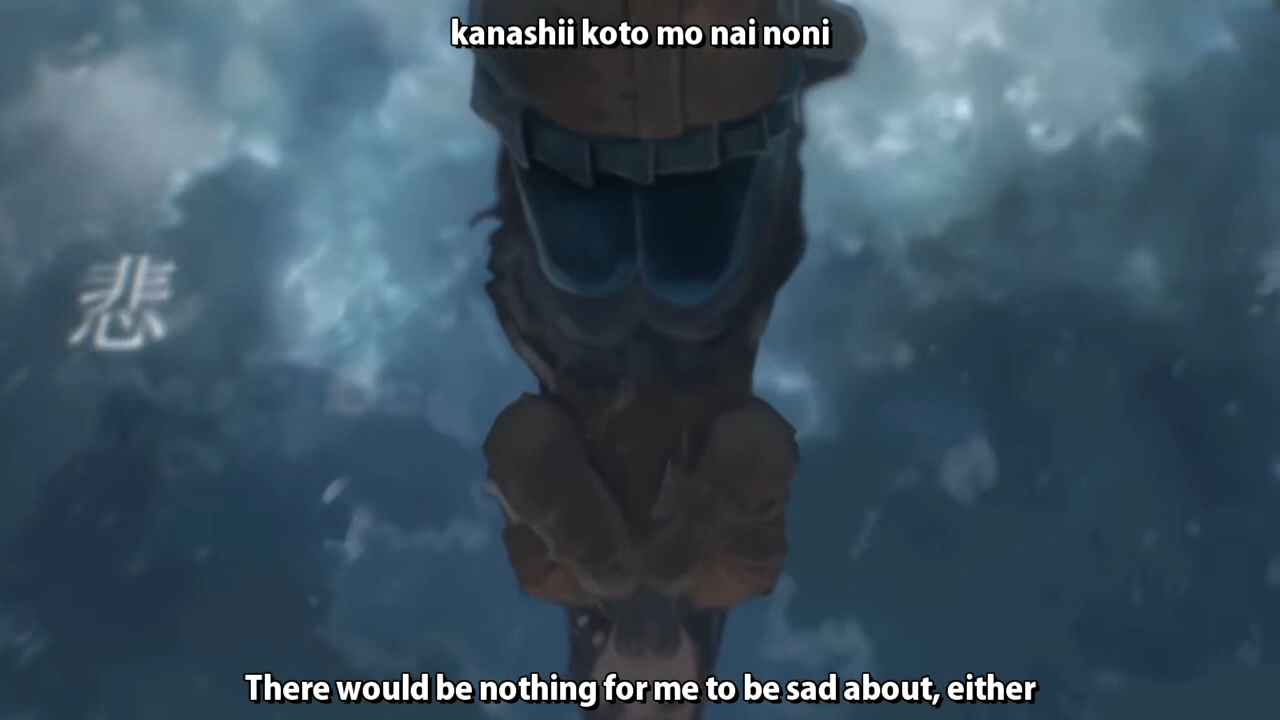 kanashii koto mo nai noni
悲
There would be nothing for me to be sad about, either